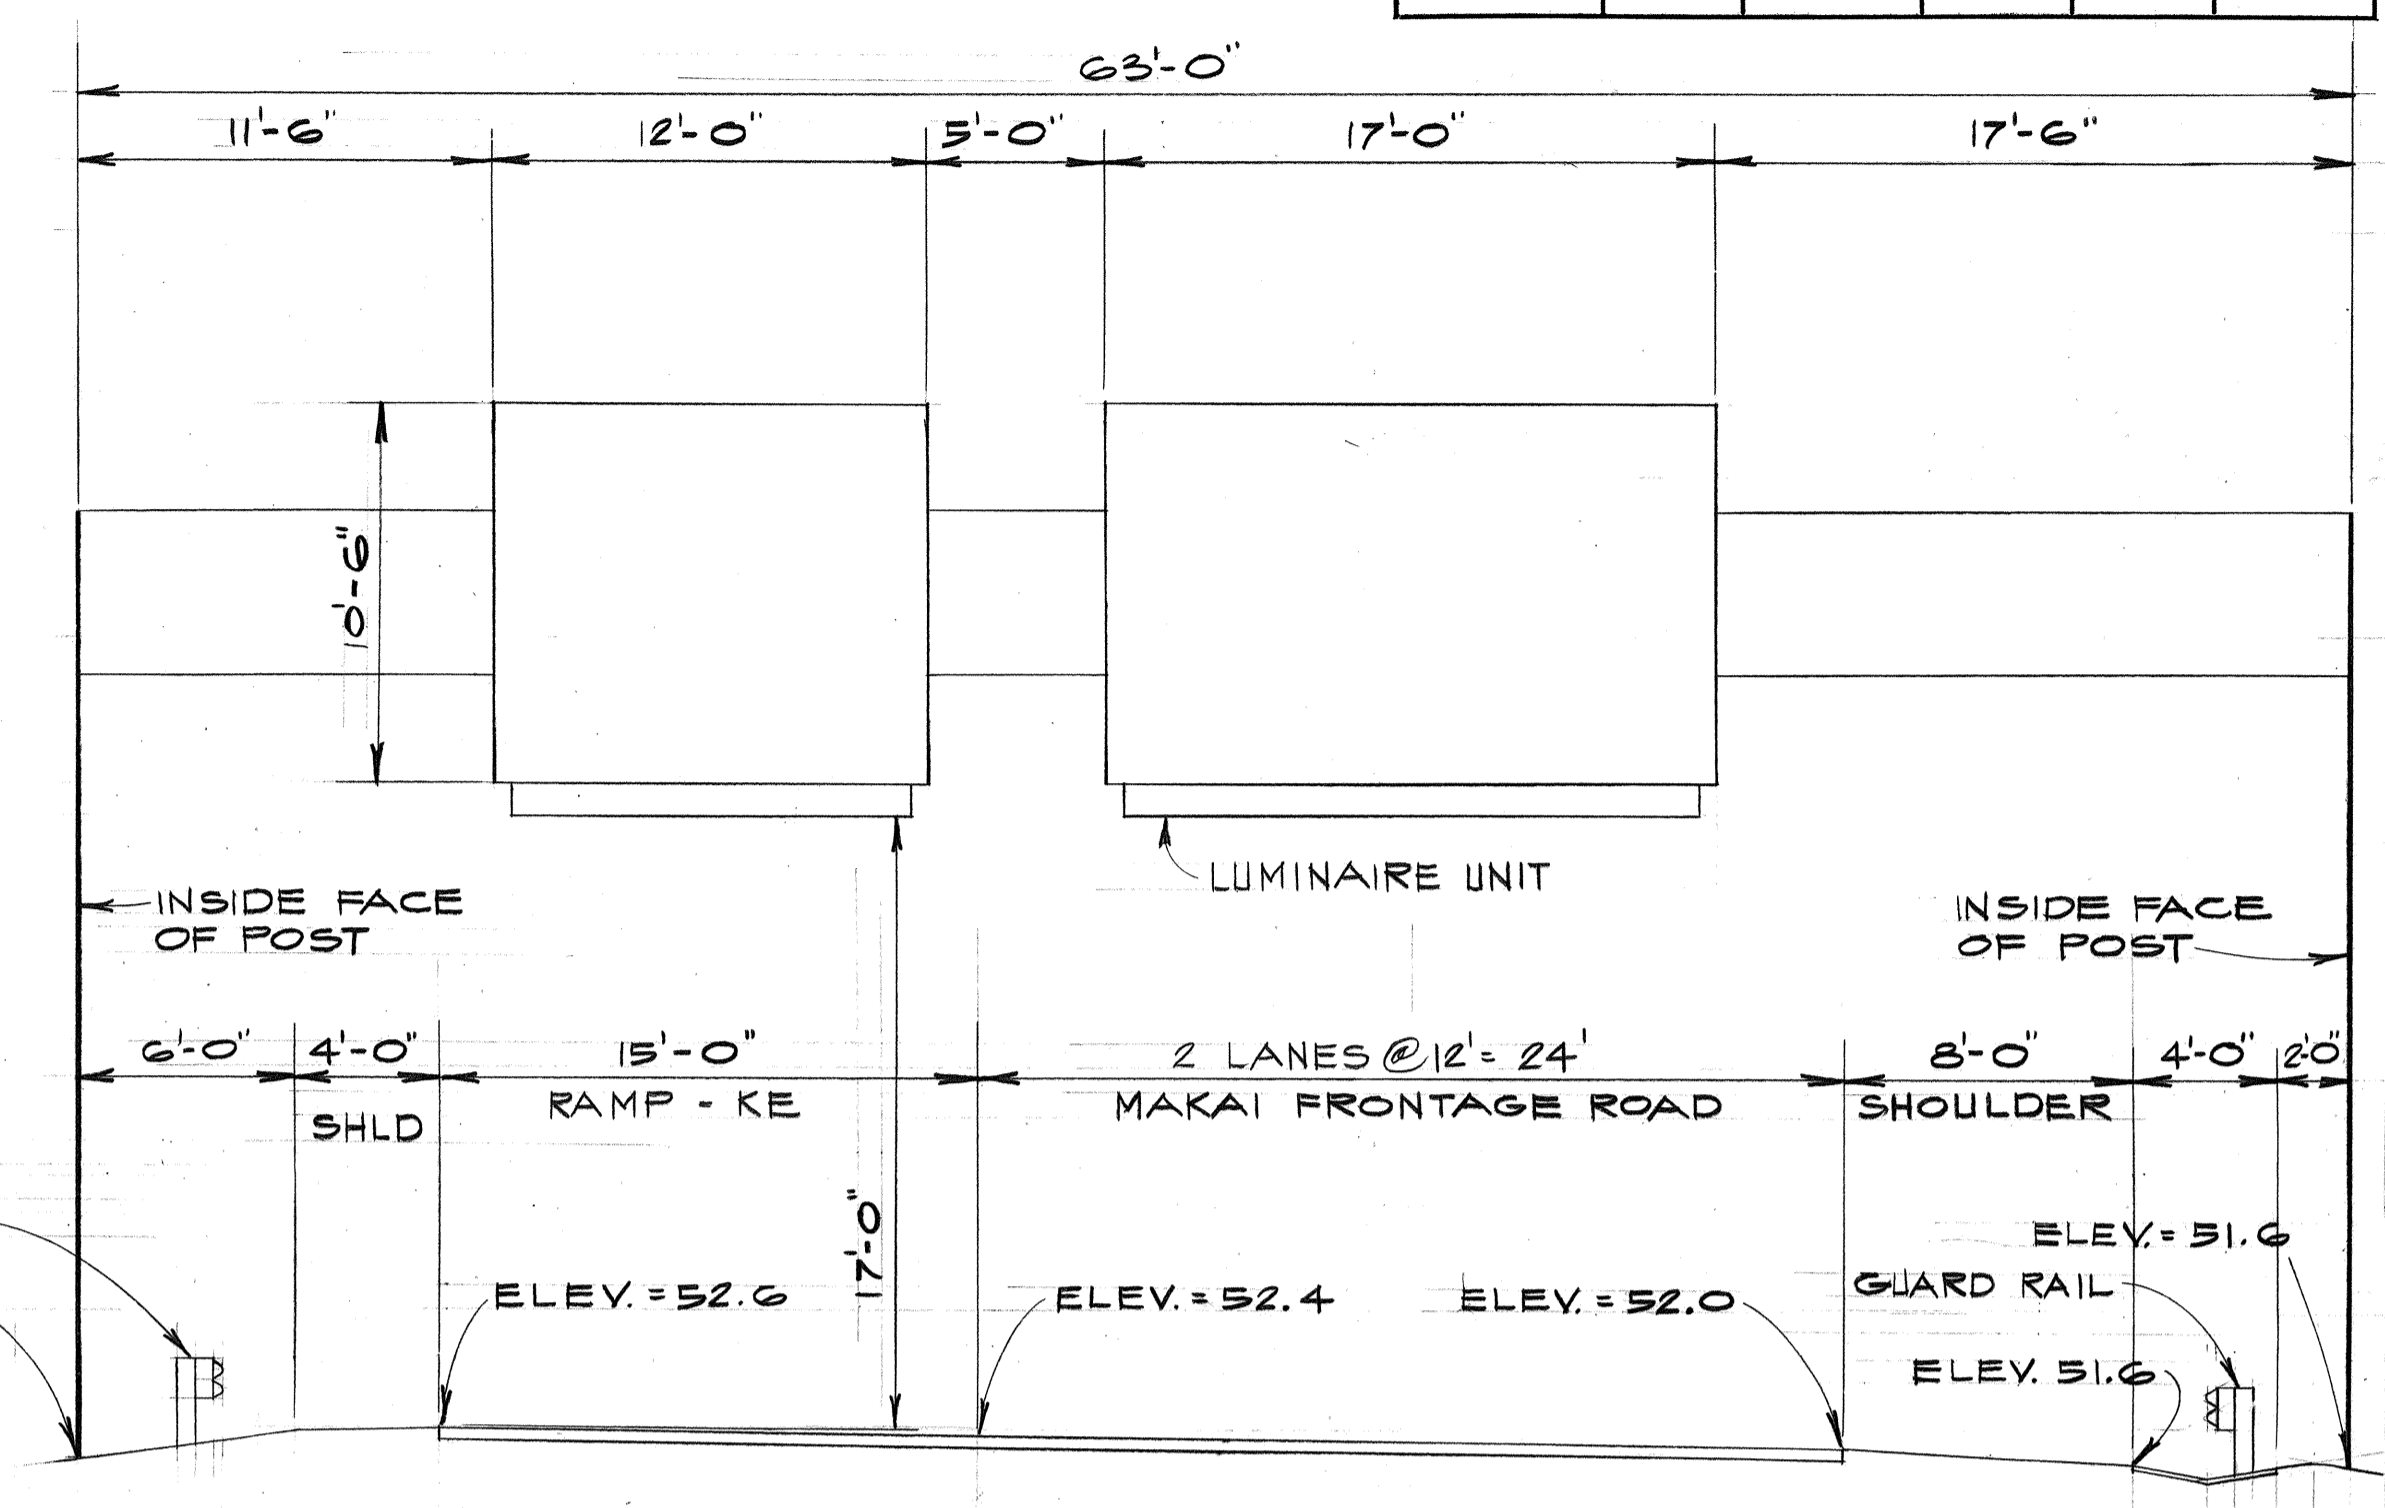 63'-0"
11'-6"
12'-0"
5'-0"
17'-0"
17'-6"
10'-6"
LUMINAIRE UNIT
INSIDE FACE
OF POST
INSIDE FACE
OF POST
6'-0"
4'-0"
15'-0"
2 LANES @ 12' = 24'
8'-0"
4'-0"
2'-0"
SHLD
RAMP - KE
MAKAI FRONTAGE ROAD
SHOULDER
17'-0"
ELEV. = 52.6
ELEV. = 52.4
ELEV. = 52.0
ELEV. = 51.6
GUARD RAIL
ELEV. 51.6